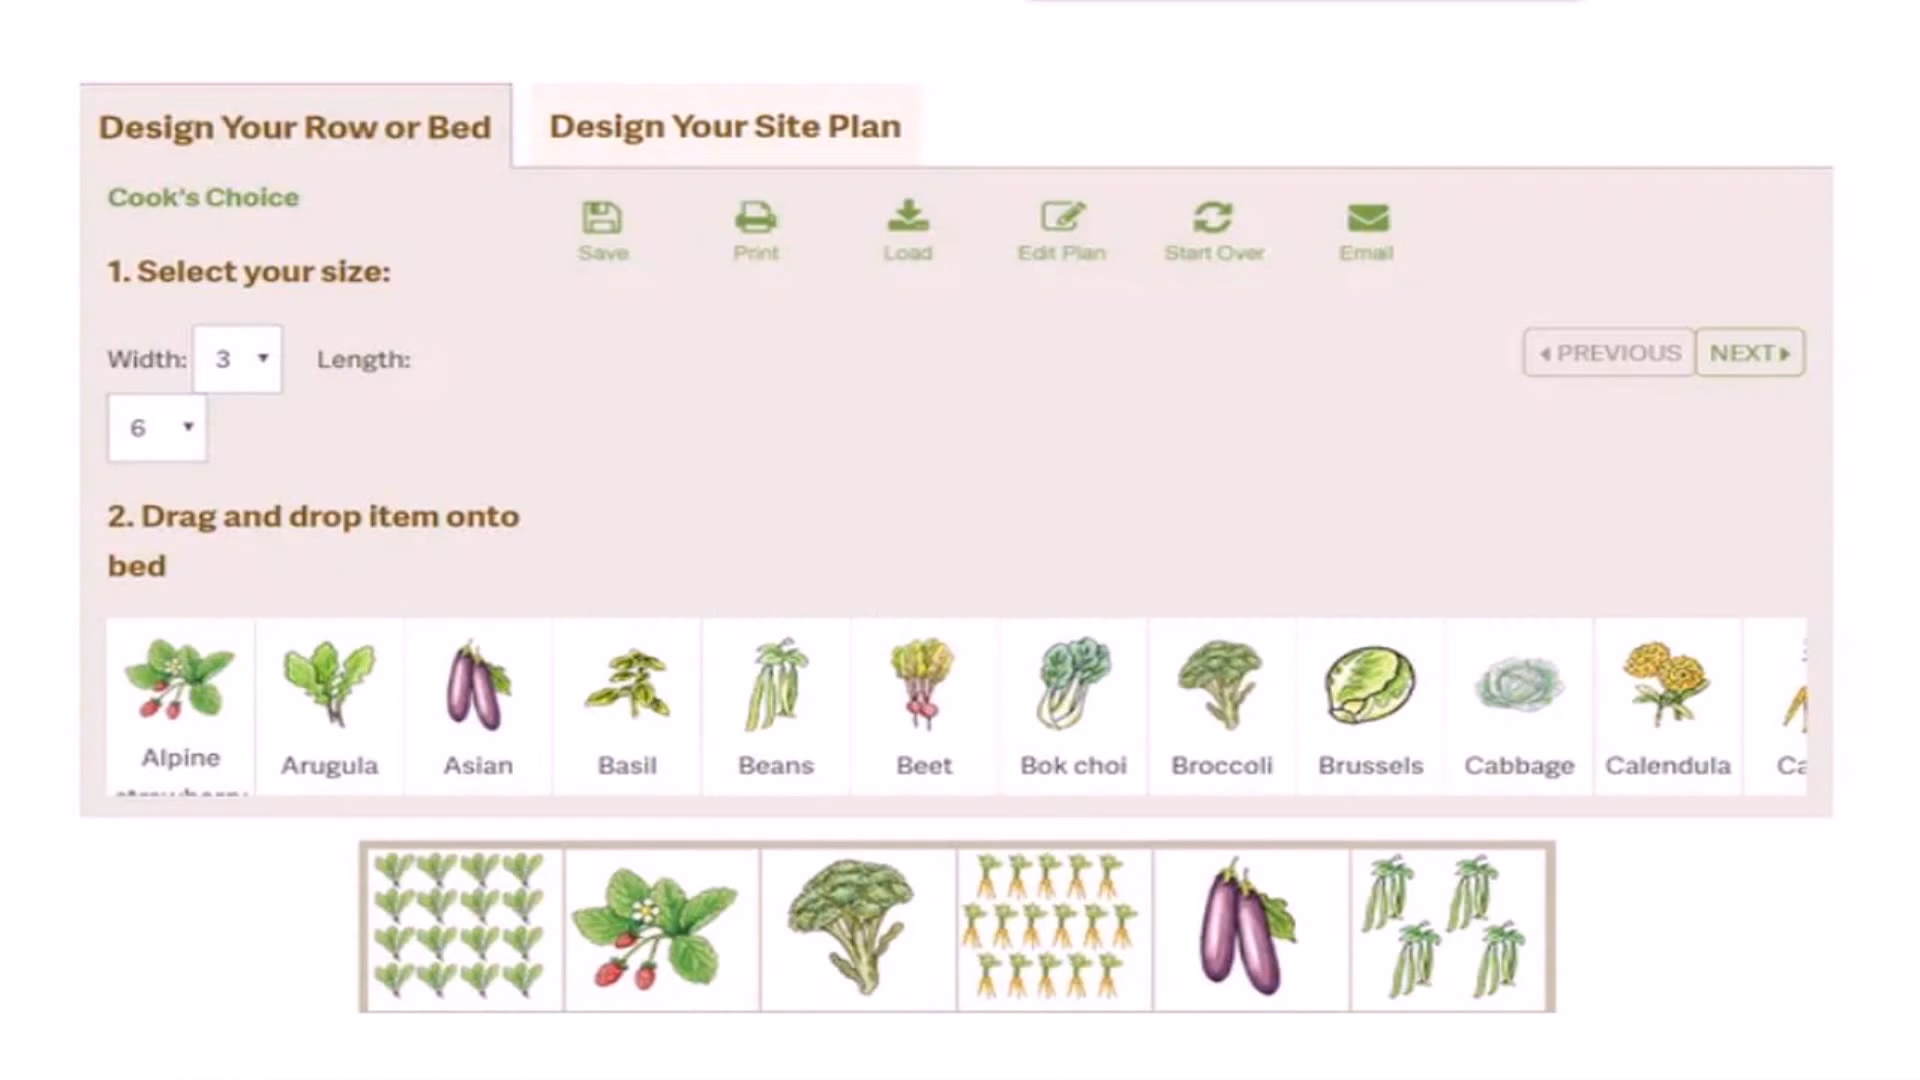 Design Your Row or Bed
Design Your Site Plan
Cook's Choice
Save
Print
Load
Edit Plan
Start Over
Email
1. Select your size:
Width: 3 Length:
6
PREVIOUS
NEXT
2. Drag and drop item onto
bed
Alpine
strawberry
Arugula
Asian
Basil
Beans
Beet
Bok choi
Broccoli
Brussels
Cabbage
Calendula
Ca